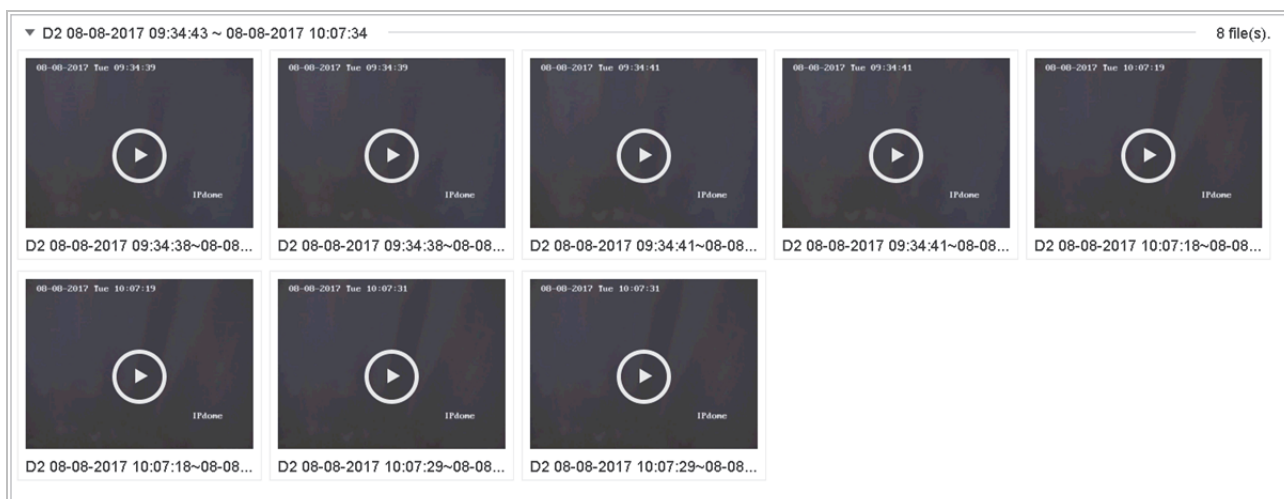 D2 08-08-2017 09:34:43 ~ 08-08-2017 10:07:34
8 file(s).
08-08-2017 Tue 09:34:39
IPdome
D2 08-08-2017 09:34:38~08-08...
08-08-2017 Tue 09:34:39
IPdome
D2 08-08-2017 09:34:38~08-08...
08-08-2017 Tue 09:34:41
IPdome
D2 08-08-2017 09:34:41~08-08...
08-08-2017 Tue 09:34:41
IPdome
D2 08-08-2017 09:34:41~08-08...
08-08-2017 Tue 10:07:19
IPdome
D2 08-08-2017 10:07:18~08-08...
08-08-2017 Tue 10:07:19
IPdome
D2 08-08-2017 10:07:18~08-08...
08-08-2017 Tue 10:07:31
IPdome
D2 08-08-2017 10:07:29~08-08...
08-08-2017 Tue 10:07:31
IPdome
D2 08-08-2017 10:07:29~08-08...